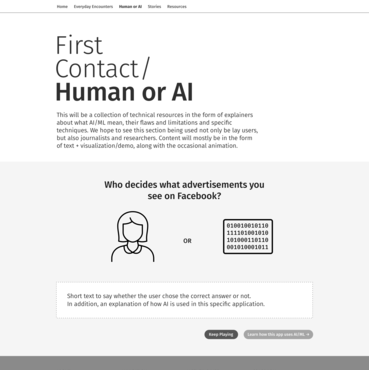 Home Everyday Encounters Human or AI Stories Resources
First
Contact/
Human or AI
This will be a collection of technical resources in the form of explainers
about what AI/ML mean, their flaws and limitations and specific
techniques. We hope to see this section being used not only be lay users,
but also journalists and researchers. Content will mostly be in the form
of text + visualization/demo, along with the occasional animation.
Who decides what advertisements you
see on Facebook?
OR
010010010110
111101001010
101000110110
001010001011
Short text to say whether the user chose the correct answer or not.
In addition, an explanation of how AI is used in this specific application.
Keep Playing Learn how this app uses AI/ML →